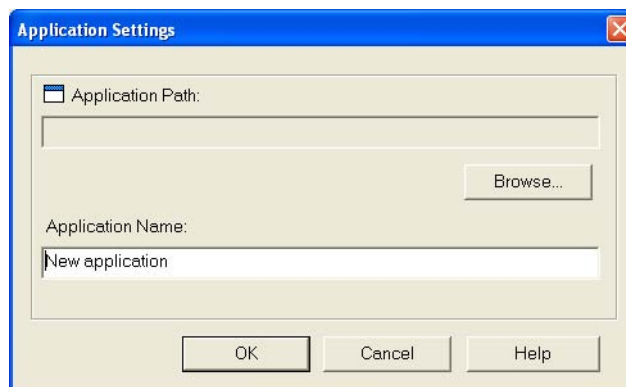 Application Settings
Application Path:
Browse...
Application Name:
New application
OK Cancel Help